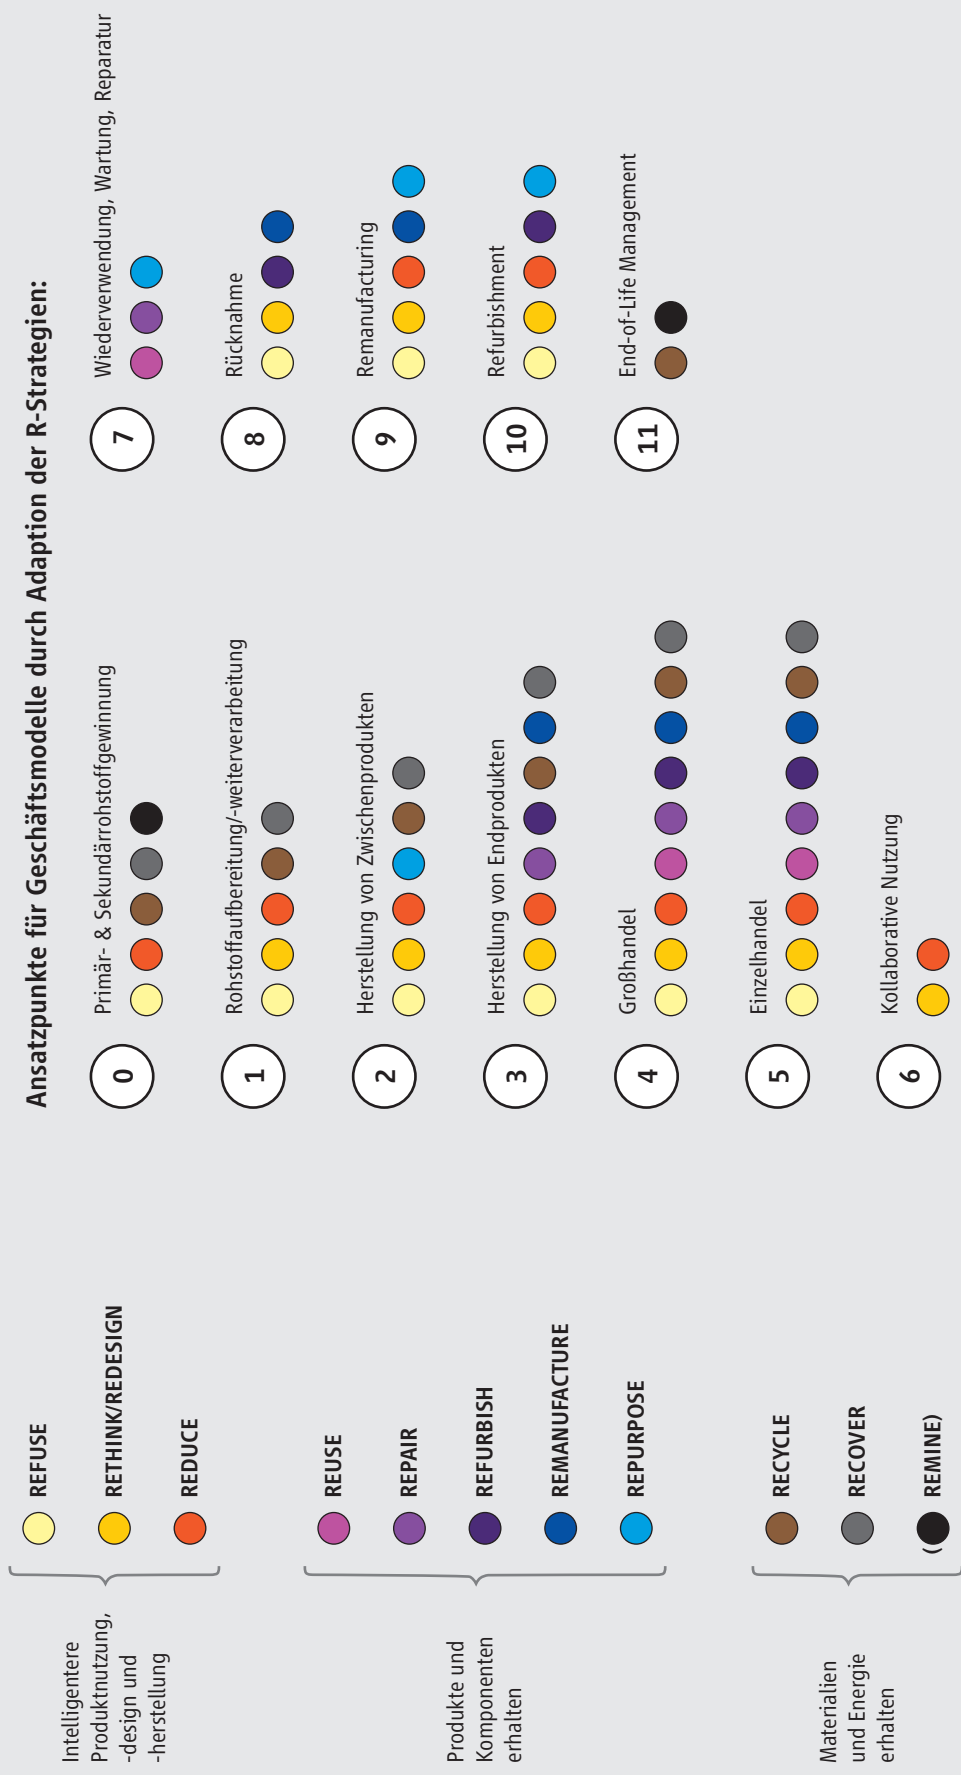 Intelligentere
Produktnutzung,
-design und
-herstellung
REFUSE
RETHINK/REDESIGN
REDUCE
Produkte und
Komponenten
erhalten
REUSE
REPAIR
REFURBISH
REMANUFACTURE
REPURPOSE
Materialien
und Energie
erhalten
RECYCLE
RECOVER
( REMINE)
Ansatzpunkte für Geschäftsmodelle durch Adaption der R-Strategien:
0
Primär- & Sekundärrohstoffgewinnung
1
Rohstoffaufbereitung/-weiterverarbeitung
2
Herstellung von Zwischenprodukten
3
Herstellung von Endprodukten
4
Großhandel
5
Einzelhandel
6
Kollaborative Nutzung
7
Wiederverwendung, Wartung, Reparatur
8
Rücknahme
9
Remanufacturing
10
Refurbishment
11
End-of-Life Management